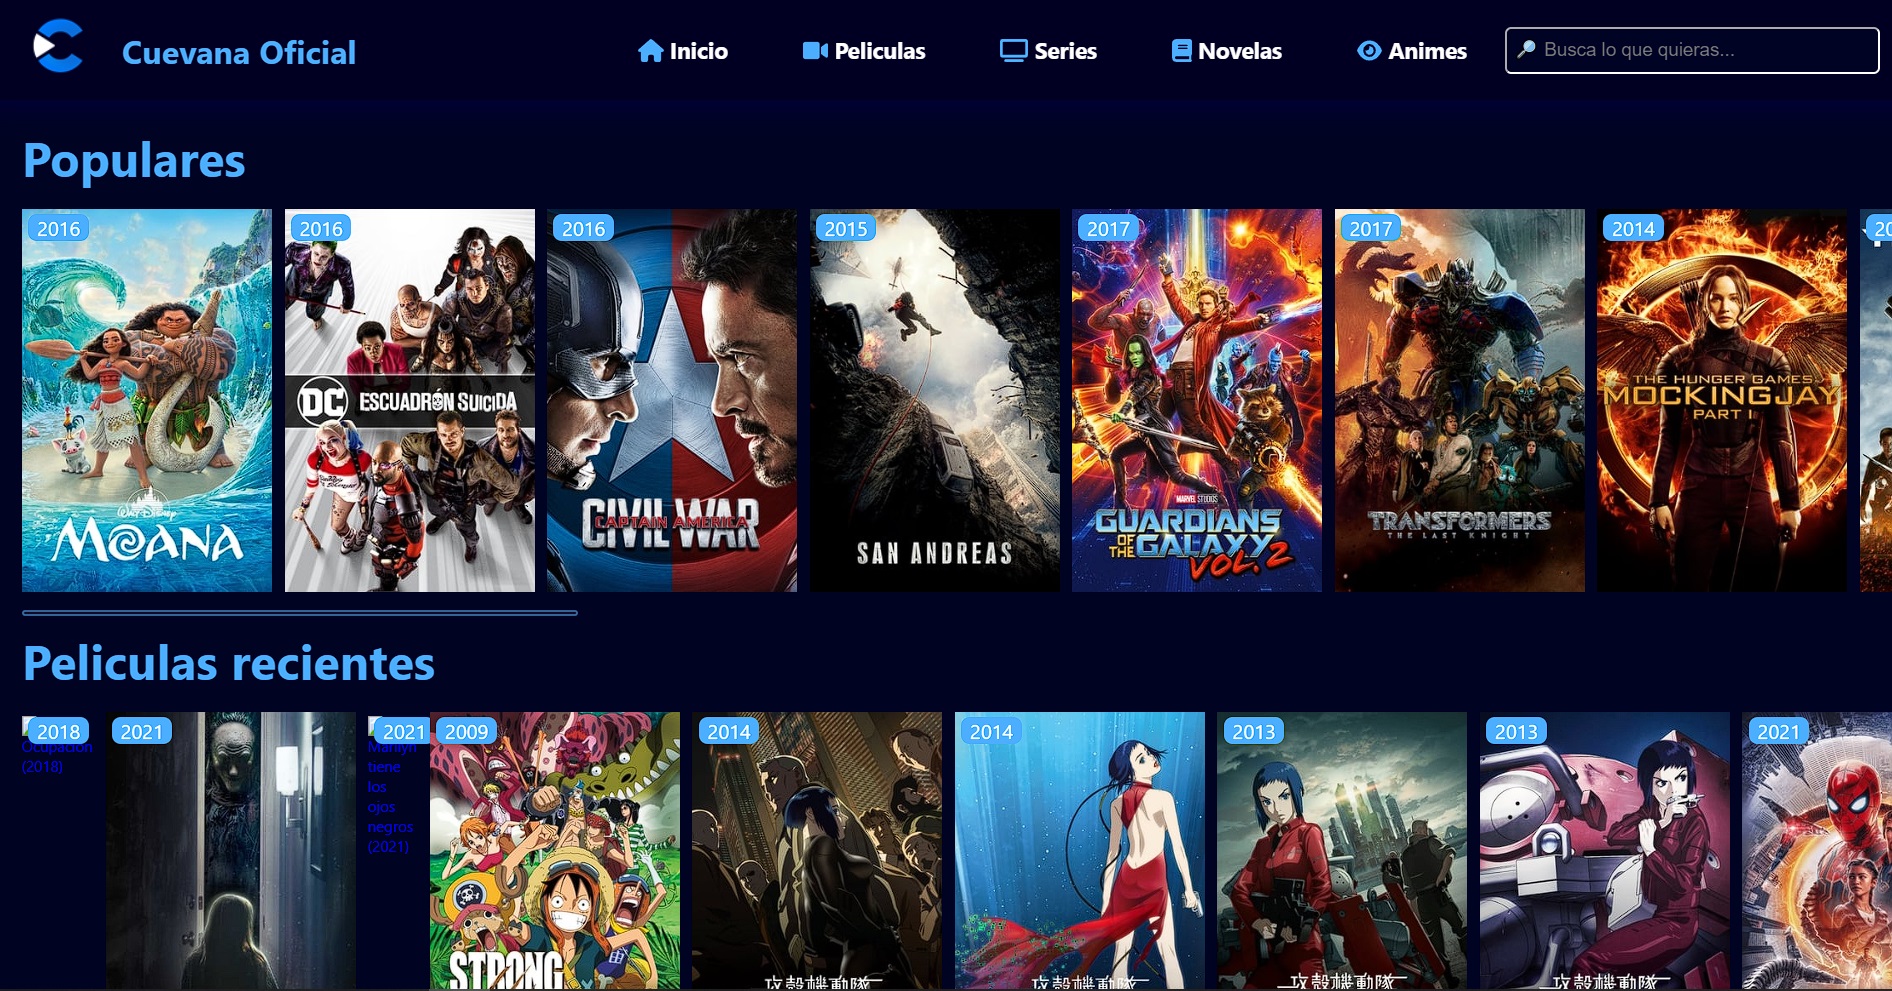 Cuevana Oficial
Inicio
Peliculas
Series
Novelas
Animes
Busca lo que quieras...
Populares
2016
WALT DISNEY
MOANA
2016
DC
ESCUADRÓN SUICIDA
2016
CAPTAIN AMERICA
CIVIL WAR
2015
SAN ANDREAS
2017
MARVEL STUDIOS
GUARDIANS
OF THE GALAXY
VOL. 2
2017
TRANSFORMERS
THE LAST KNIGHT
2014
THE HUNGER GAMES
MOCKINGJAY
PART 1
Peliculas recientes
2018
Ocupación
(2018)
2021
2021
Marilyn
tiene
los
ojos
negros
(2021)
2009
STRONG
2014
攻殻機動隊
2014
攻殻機動隊
2013
攻殻機動隊
2013
攻殻機動隊
2021